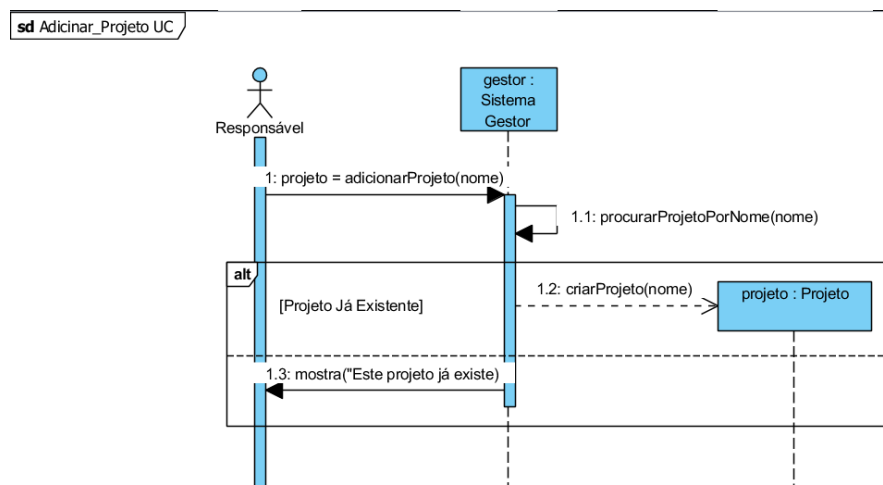 sd Adicinar_Projeto UC
gestor :
Sistema
Gestor
Responsável
1: projeto = adicionarProjeto(nome)
1.1: procurarProjetoPorNome(nome)
alt
1.2: criarProjeto(nome)
projeto : Projeto
[Projeto Já Existente]
1.3: mostra("Este projeto já existe)